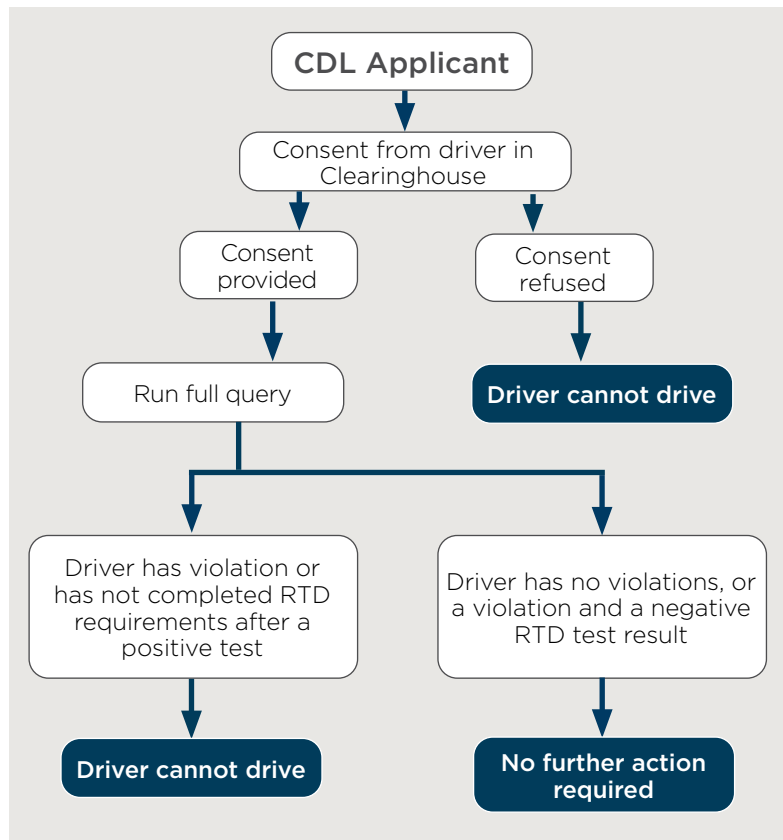 CDL Applicant
Consent from driver in
Clearinghouse
Consent
provided
Consent
refused
Run full query
Driver cannot drive
Driver has violation or
has not completed RTD
requirements after a
positive test
Driver has no violations, or
a violation and a negative
RTD test result
Driver cannot drive
No further action
required